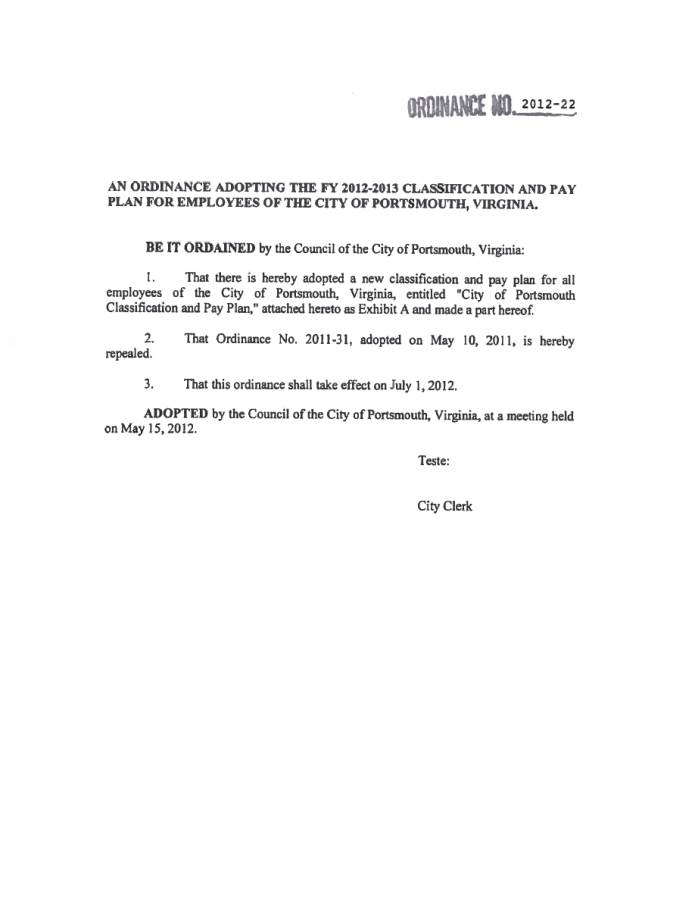 ORDINANCE NO. 2012-22
AN ORDINANCE ADOPTING THE FY 2012-2013 CLASSIFICATION AND PAY
PLAN FOR EMPLOYEES OF THE CITY OF PORTSMOUTH, VIRGINIA.
BE IT ORDAINED by the Council of the City of Portsmouth, Virginia:
1. That there is hereby adopted a new classification and pay plan for all
employees of the City of Portsmouth, Virginia, entitled "City of Portsmouth
Classification and Pay Plan," attached hereto as Exhibit A and made a part hereof.
2. That Ordinance No. 2011-31, adopted on May 10, 2011, is hereby
repealed.
3. That this ordinance shall take effect on July 1, 2012.
ADOPTED by the Council of the City of Portsmouth, Virginia, at a meeting held
on May 15, 2012.
Teste:
City Clerk